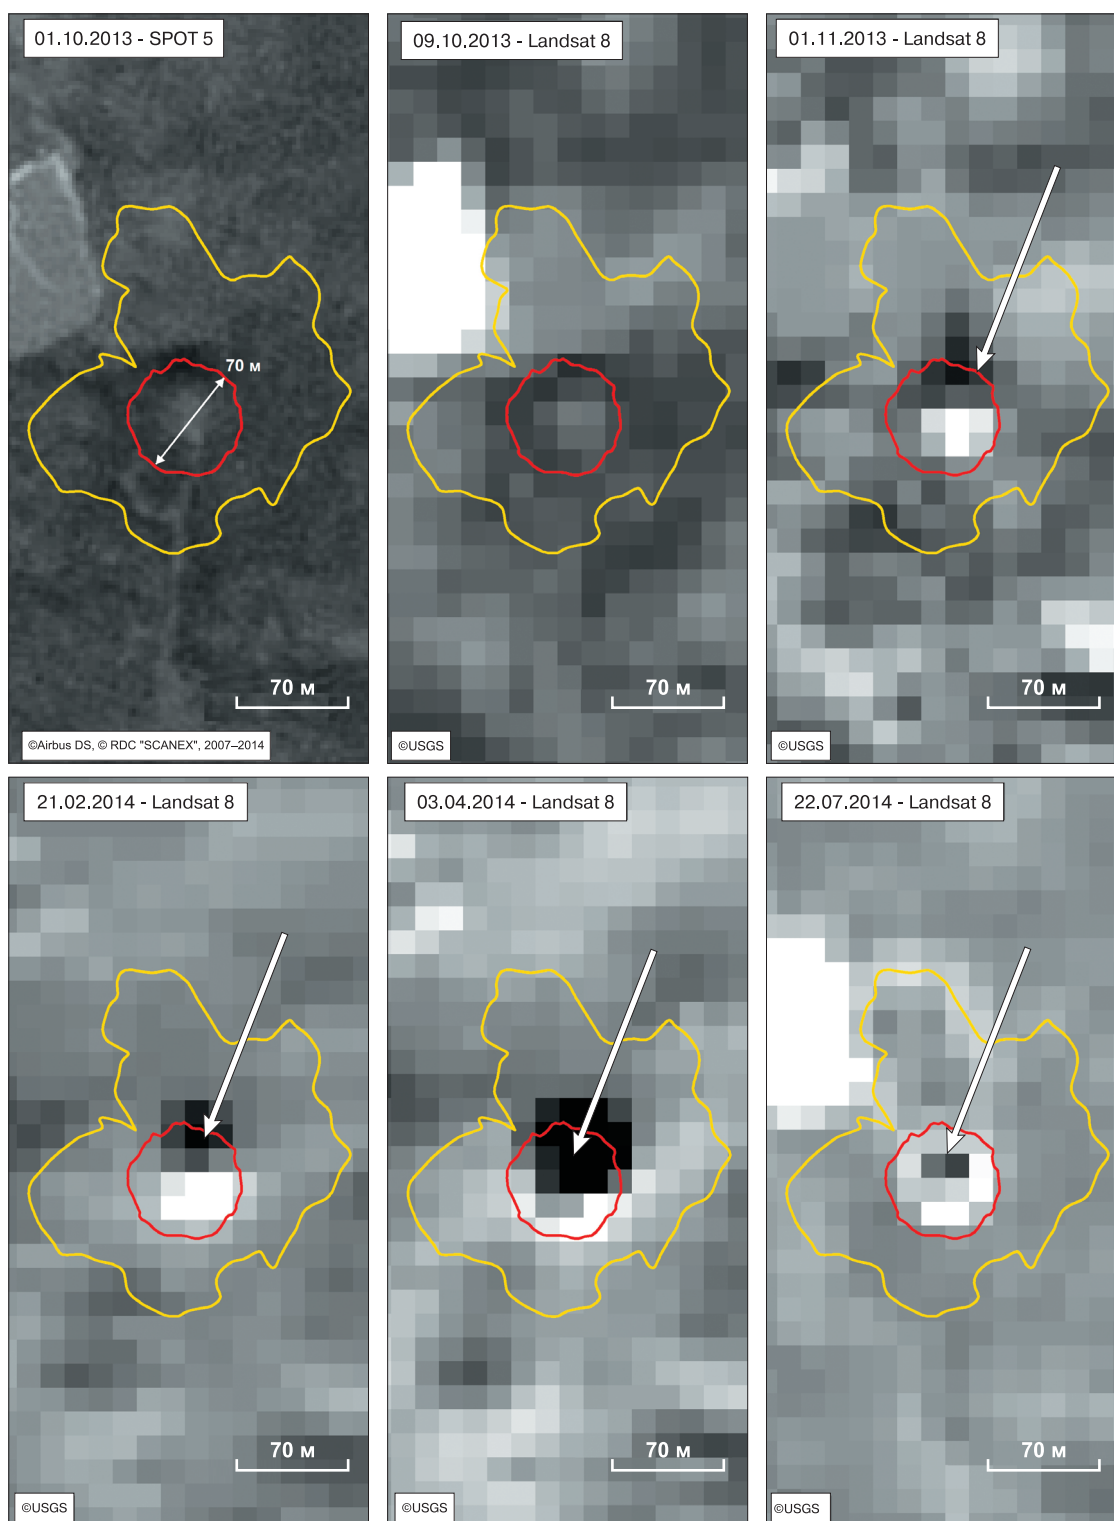 01.10.2013 - SPOT 5
70 м
70 м
©Airbus DS, © RDC "SCANEX", 2007–2014
09.10.2013 - Landsat 8
70 м
©USGS
01.11.2013 - Landsat 8
70 м
©USGS
21.02.2014 - Landsat 8
70 м
©USGS
03.04.2014 - Landsat 8
70 м
©USGS
22.07.2014 - Landsat 8
70 м
©USGS